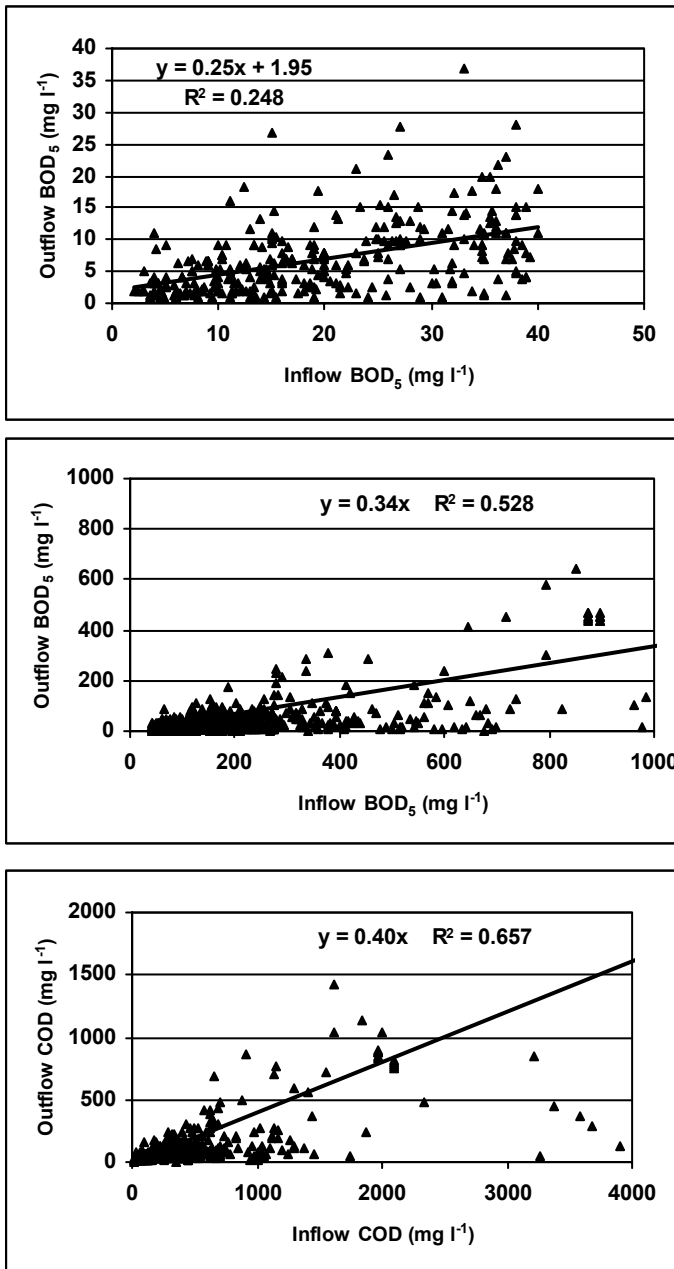 y = 0.25x + 1.95
R² = 0.248
40
35
30
25
20
15
10
5
0
Outflow BOD₅ (mg l⁻¹)
0 10 20 30 40 50
Inflow BOD₅ (mg l⁻¹)
y = 0.34x R² = 0.528
1000
800
600
400
200
0
Outflow BOD₅ (mg l⁻¹)
0 200 400 600 800 1000
Inflow BOD₅ (mg l⁻¹)
y = 0.40x R² = 0.657
2000
1500
1000
500
0
Outflow COD (mg l⁻¹)
0 1000 2000 3000 4000
Inflow COD (mg l⁻¹)